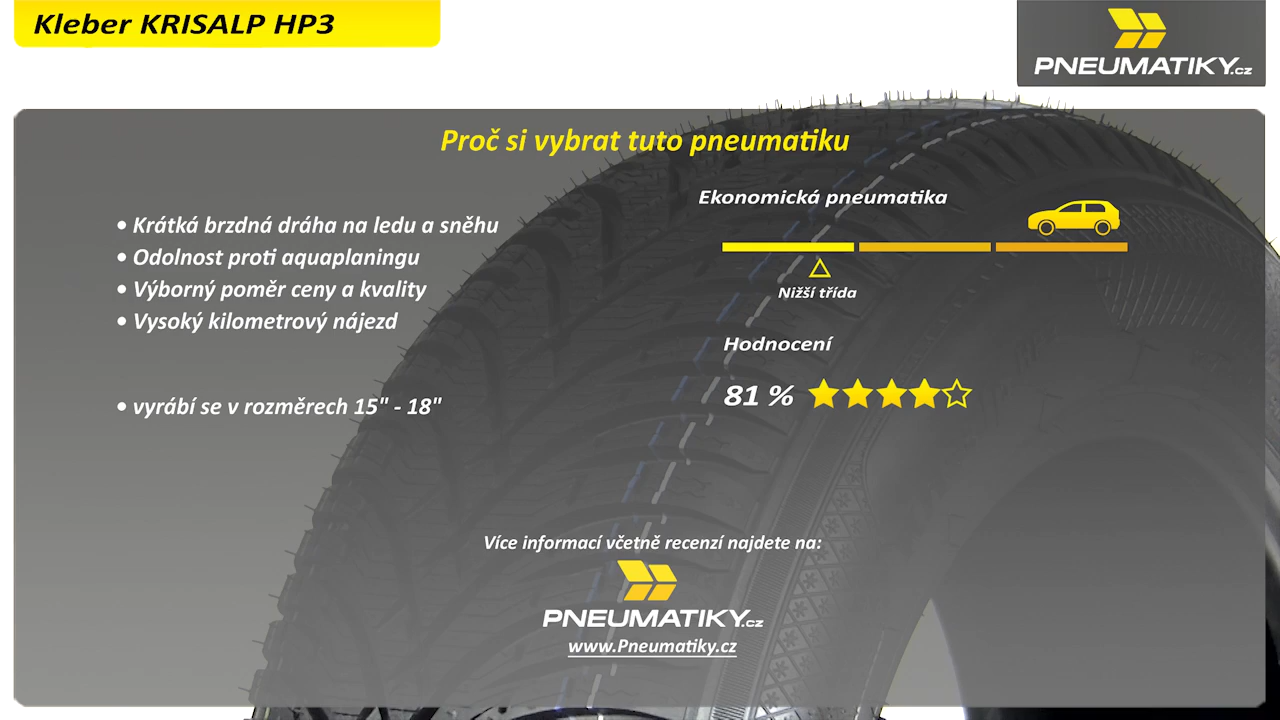 Kleber KRISALP HP3
PNEUMATIKY.cz
Proč si vybrat tuto pneumatiku
• Krátká brzdná dráha na ledu a sněhu
• Odolnost proti aquaplaningu
• Výborný poměr ceny a kvality
• Vysoký kilometrový nájezd
• vyrábí se v rozměrech 15" - 18"
Ekonomická pneumatika
Nižší třída
Hodnocení
81 %
Více informací včetně recenzí najdete na:
PNEUMATIKY.cz
www.Pneumatiky.cz